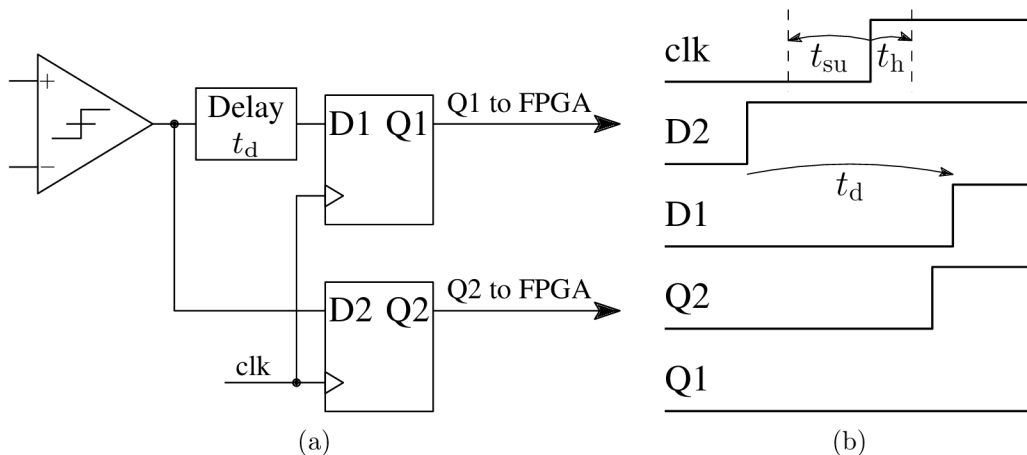 +
−
Delay
t_d
D1 Q1
Q1 to FPGA
D2 Q2
Q2 to FPGA
clk
(a)
clk
t_su
t_h
D2
t_d
D1
Q2
Q1
(b)